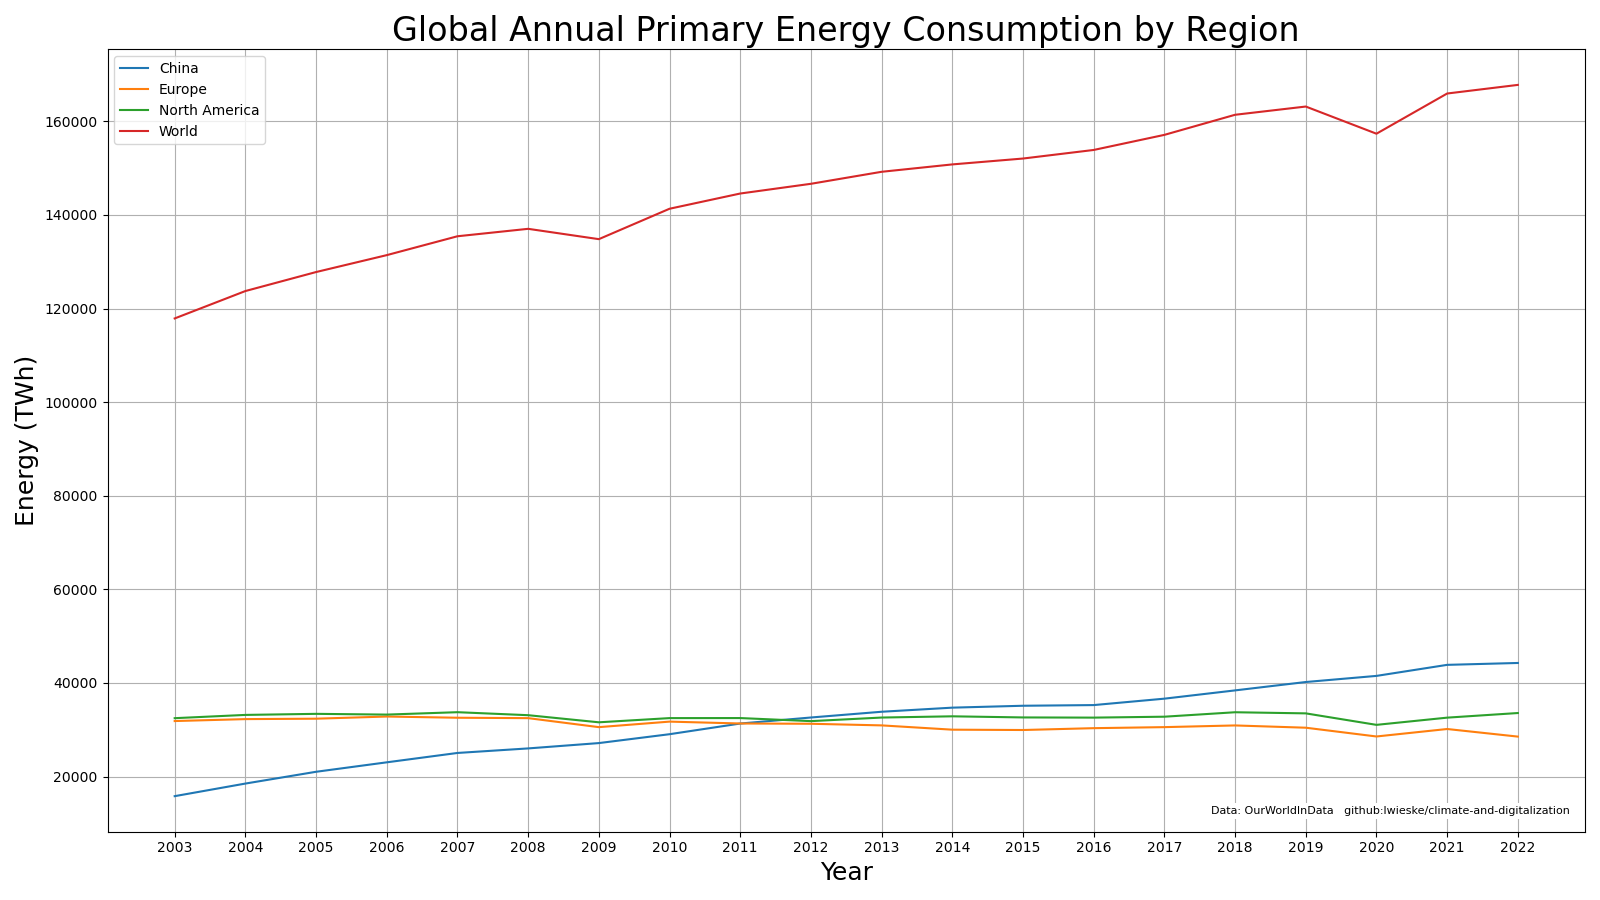 Global Annual Primary Energy Consumption by Region
China
Europe
North America
World
160000
140000
120000
100000
80000
60000
40000
20000
Energy (TWh)
Data: OurWorldInData github:lwieske/climate-and-digitalization
2003 2004 2005 2006 2007 2008 2009 2010 2011 2012 2013 2014 2015 2016 2017 2018 2019 2020 2021 2022
Year